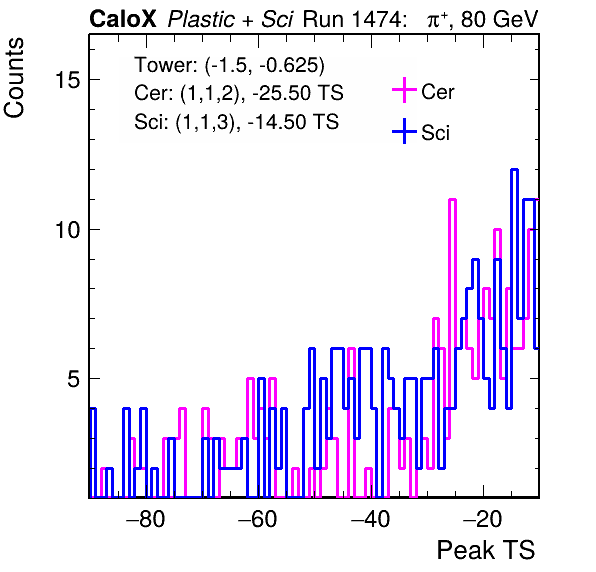 CaloX Plastic + Sci Run 1474: π⁺, 80 GeV
Counts
Tower: (-1.5, -0.625)
Cer: (1,1,2), -25.50 TS
Sci: (1,1,3), -14.50 TS
Cer
Sci
15
10
5
−80 −60 −40 −20
Peak TS